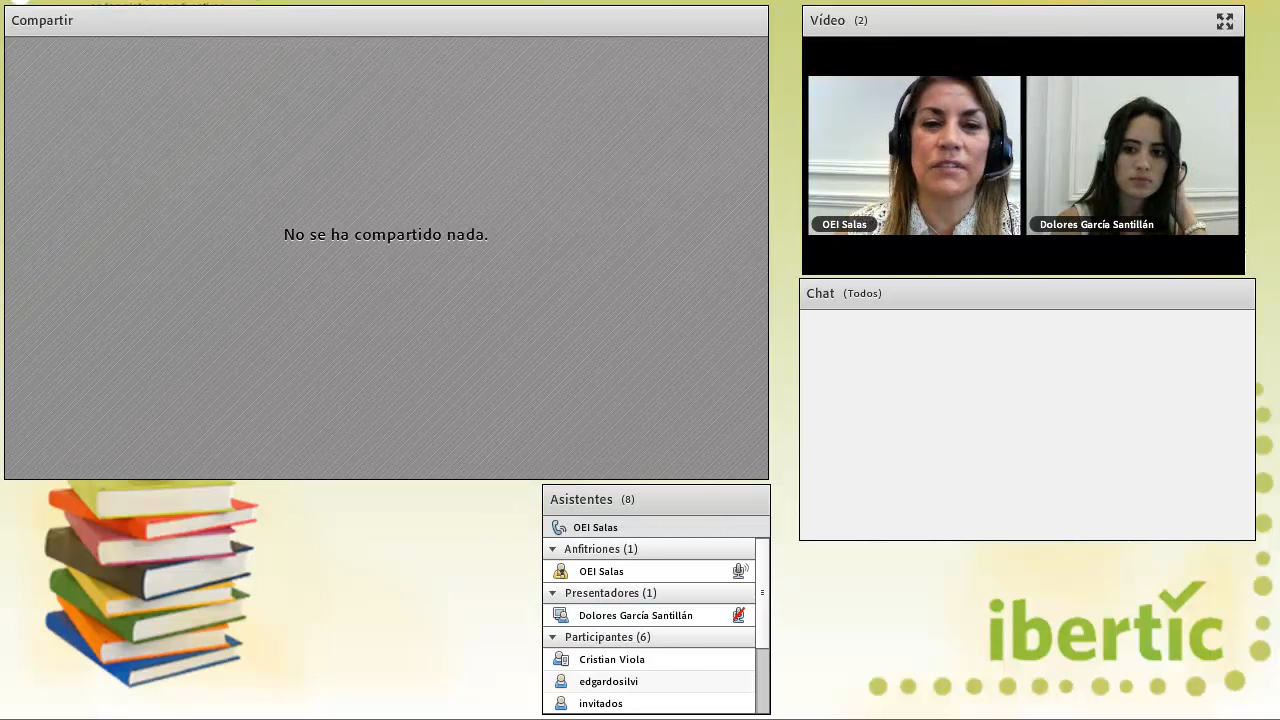 Compartir
No se ha compartido nada.
Vídeo (2)
OEI Salas
Dolores García Santillán
Chat (Todos)
Asistentes (8)
OEI Salas
Anfitriones (1)
OEI Salas
Presentadores (1)
Dolores García Santillán
Participantes (6)
Cristian Viola
edgardosilvi
invitados
ibertic